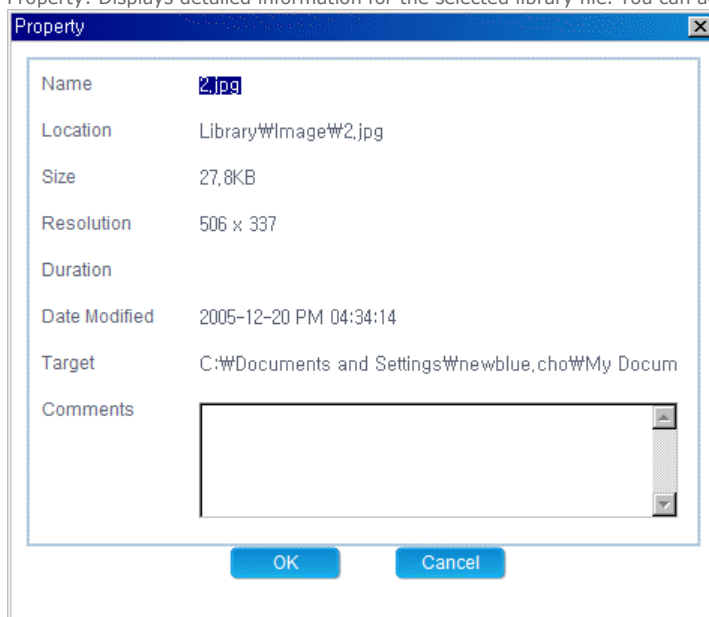 Property: Displays detailed information for the selected library file. You can a
Property
Name 2.jpg
Location Library₩Image₩2.jpg
Size 27.8KB
Resolution 506 x 337
Duration
Date Modified 2005-12-20 PM 04:34:14
Target C:₩Documents and Settings₩newblue.cho₩My Docum
Comments
OK Cancel